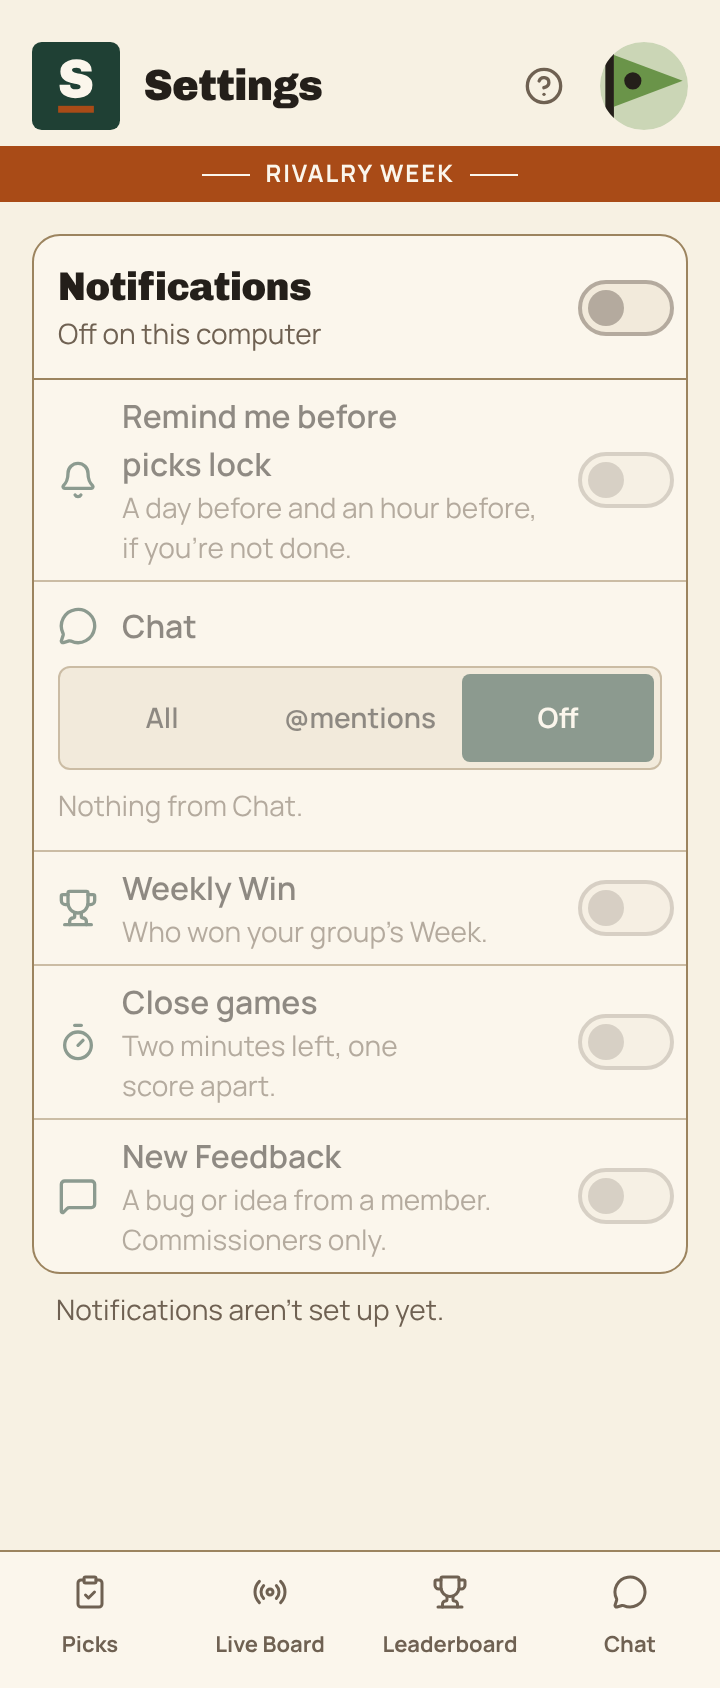 S
Settings
RIVALRY WEEK
Notifications
Off on this computer
Remind me before
picks lock
A day before and an hour before,
if you’re not done.
Chat
All
@mentions
Off
Nothing from Chat.
Weekly Win
Who won your group’s Week.
Close games
Two minutes left, one
score apart.
New Feedback
A bug or idea from a member.
Commissioners only.
Notifications aren’t set up yet.
Picks
Live Board
Leaderboard
Chat